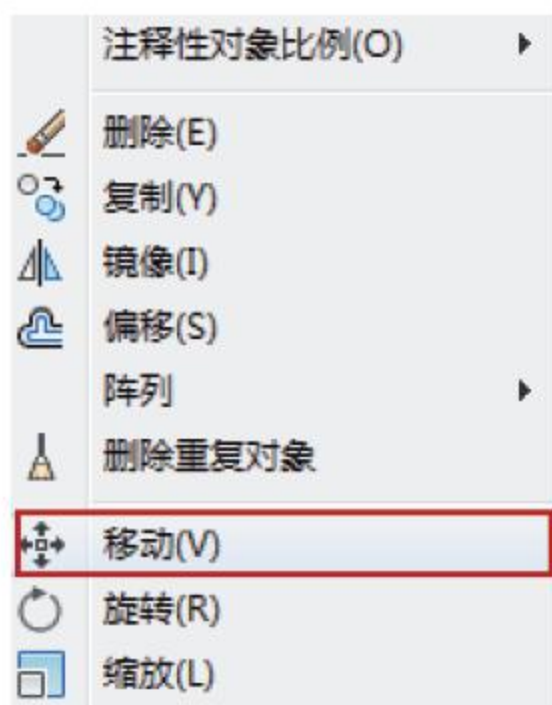 注释性对象比例(O)
删除(E)
复制(Y)
镜像(I)
偏移(S)
阵列
删除重复对象
移动(V)
旋转(R)
缩放(L)